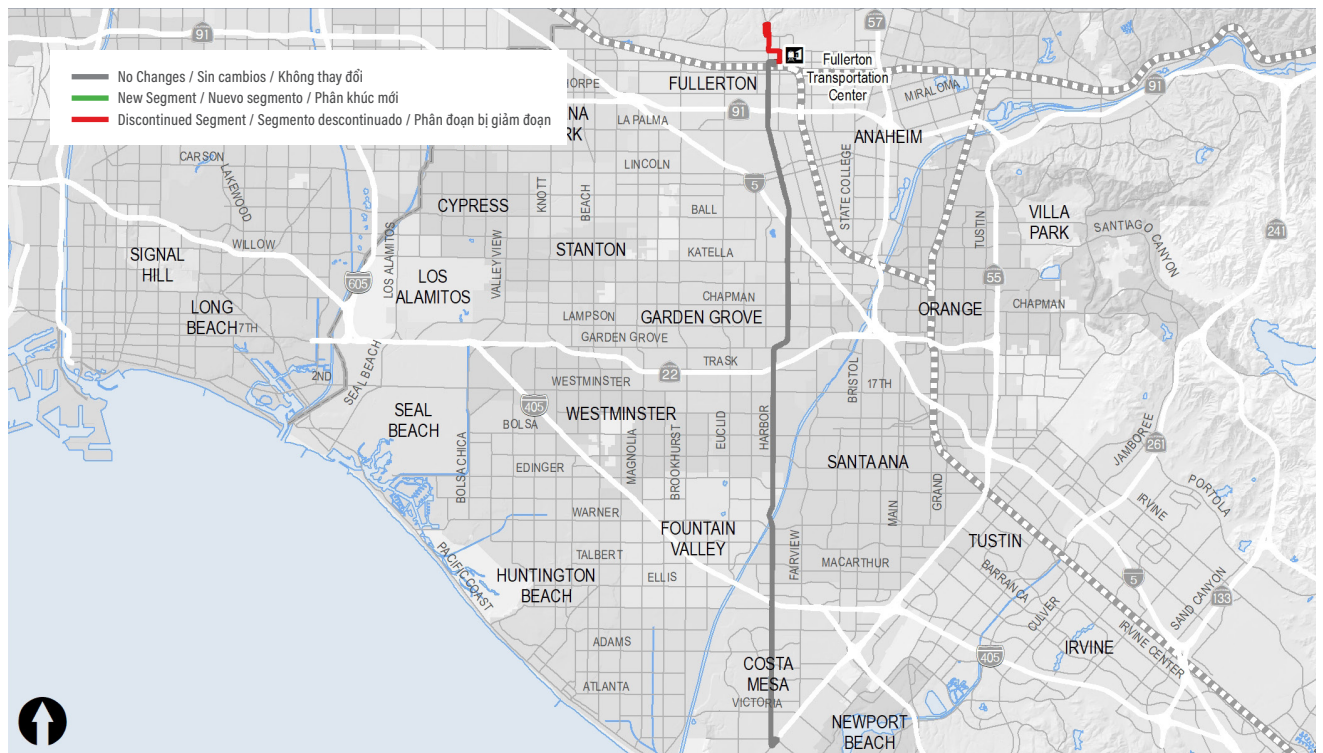 91
57
No Changes / Sin cambios / Không thay đổi
New Segment / Nuevo segmento / Phân khúc mới
Discontinued Segment / Segmento descontinuado / Phân đoạn bị giảm đoạn
Fullerton
Transportation
Center
FULLERTON
MIRALOMA
91
91
LA PALMA
ANAHEIM
CARSON
LAKEWOOD
LINCOLN
5
STATE COLLEGE
CYPRESS
KNOTT
BEACH
BALL
VILLA
PARK
SANTIAGO
CANYON
241
TUSTIN
WILLOW
SIGNAL
HILL
LOS ALAMITOS
VALLEY VIEW
STANTON
KATELLA
605
LOS
ALAMITOS
55
CHAPMAN
CHAPMAN
LONG
BEACH
7TH
LAMPSON
GARDEN GROVE
GARDEN GROVE
ORANGE
TRASK
22
2ND
SEAL BEACH
WESTMINSTER
BRISTOL
17TH
405
SEAL
BEACH
WESTMINSTER
BOLSA
EUCLID
HARBOR
JAMBOREE
261
BOLSA CHICA
EDINGER
MAGNOLIA
BROOKHURST
SANTA ANA
GRAND
MAIN
PORTOLA
IRVINE
WARNER
FOUNTAIN
VALLEY
TALBERT
FAIRVIEW
MACARTHUR
TUSTIN
PACIFIC COAST
HUNTINGTON
BEACH
ELLIS
BARRANCA
5
SAND CANYON
133
CULVER
ADAMS
IRVINE CENTER
IRVINE
405
COSTA
MESA
ATLANTA
VICTORIA
NEWPORT
BEACH